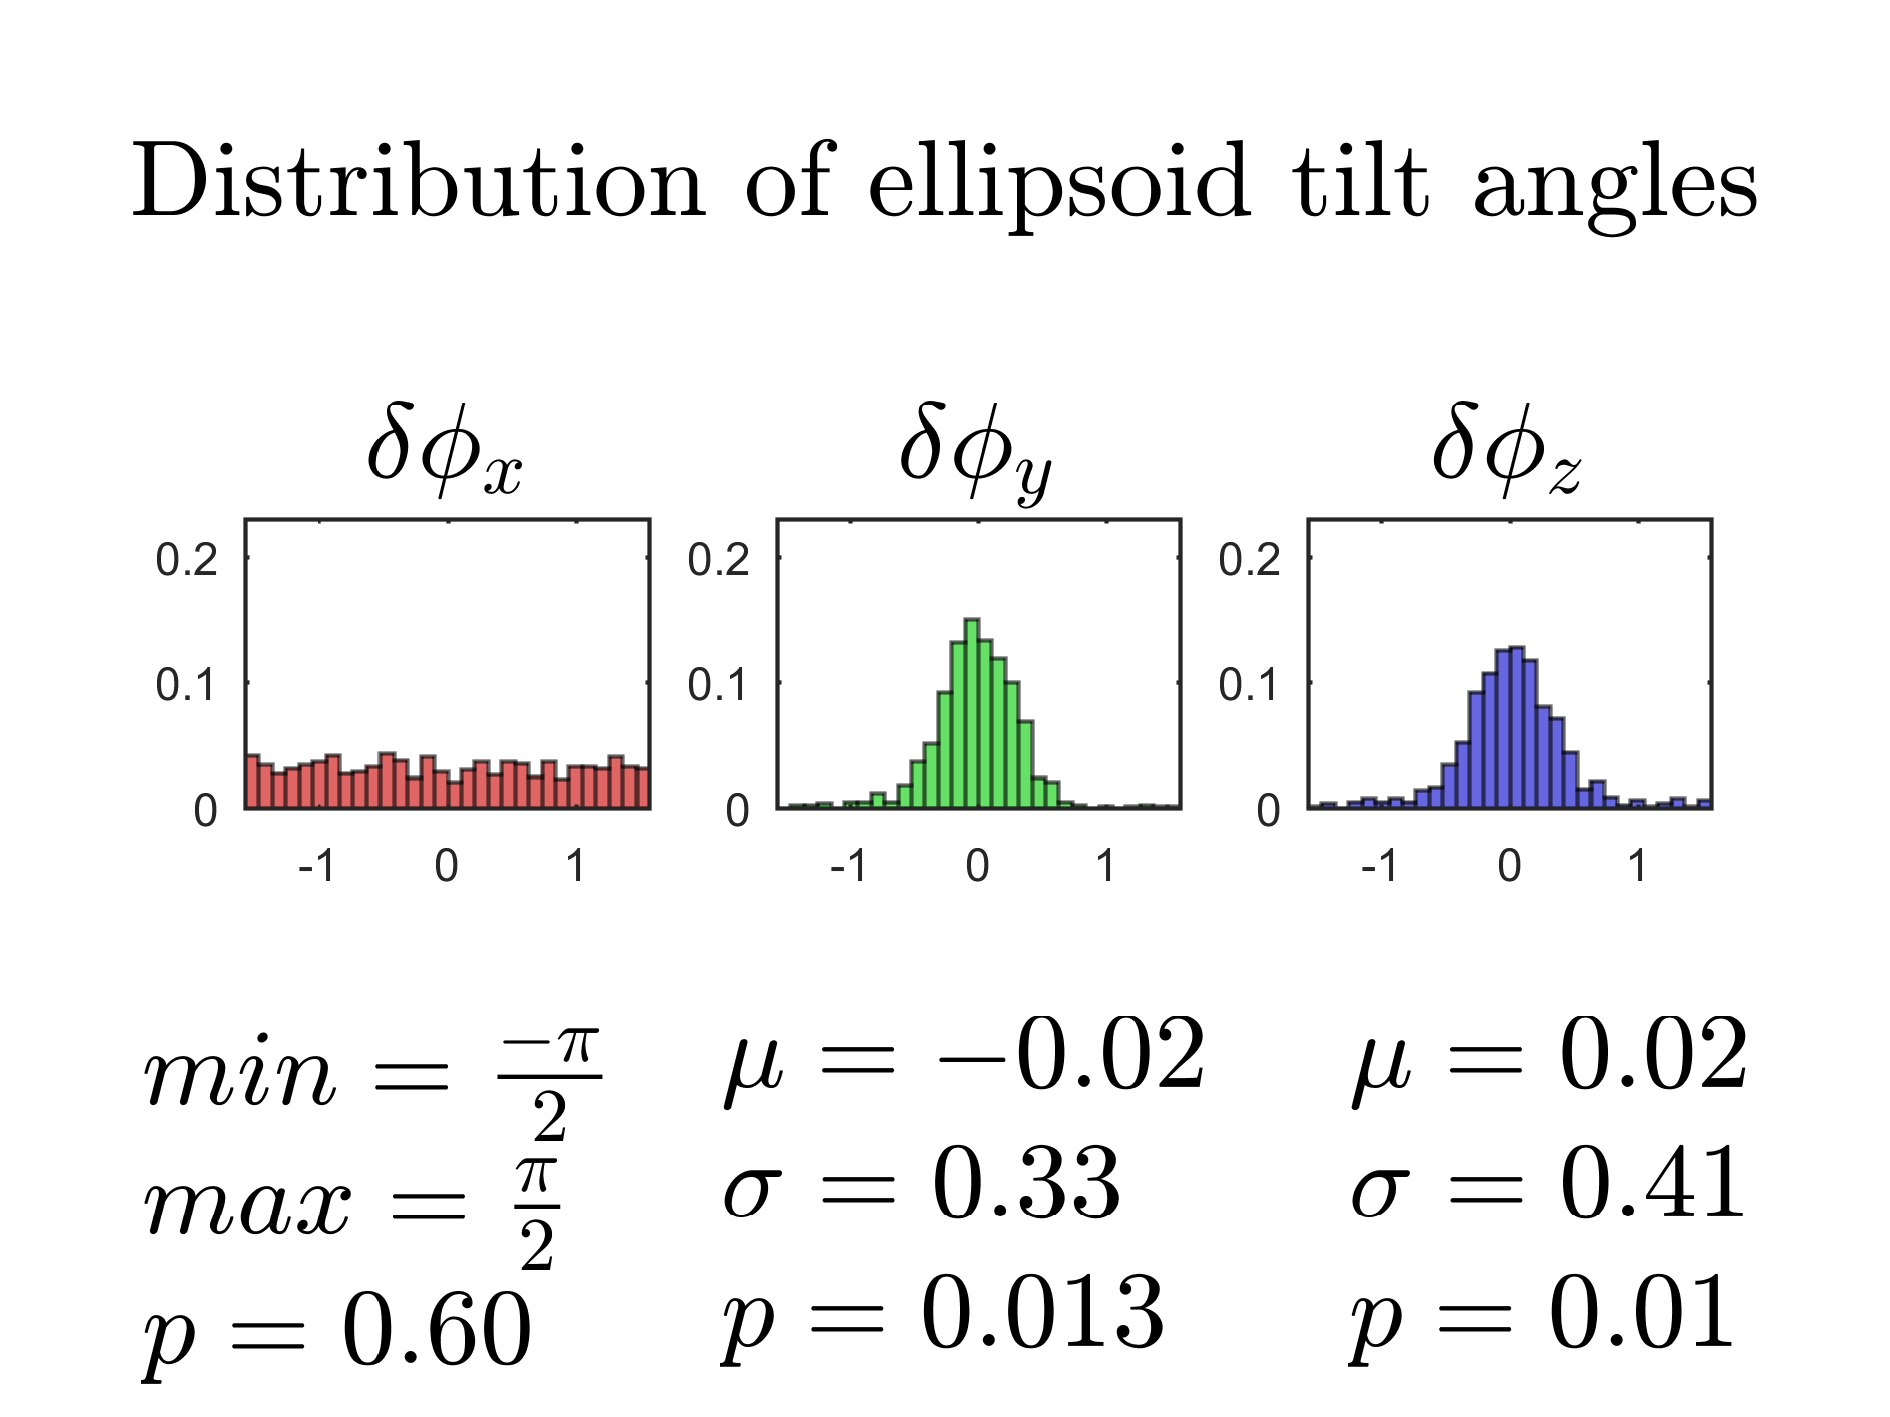 Distribution of ellipsoid tilt angles
δϕx δϕy δϕz
0.2 0.2 0.2
0.1 0.1 0.1
0 0 0
-1 0 1 -1 0 1 -1 0 1
min = −π/2 μ = −0.02 μ = 0.02
max = π/2 σ = 0.33 σ = 0.41
p = 0.60 p = 0.013 p = 0.01